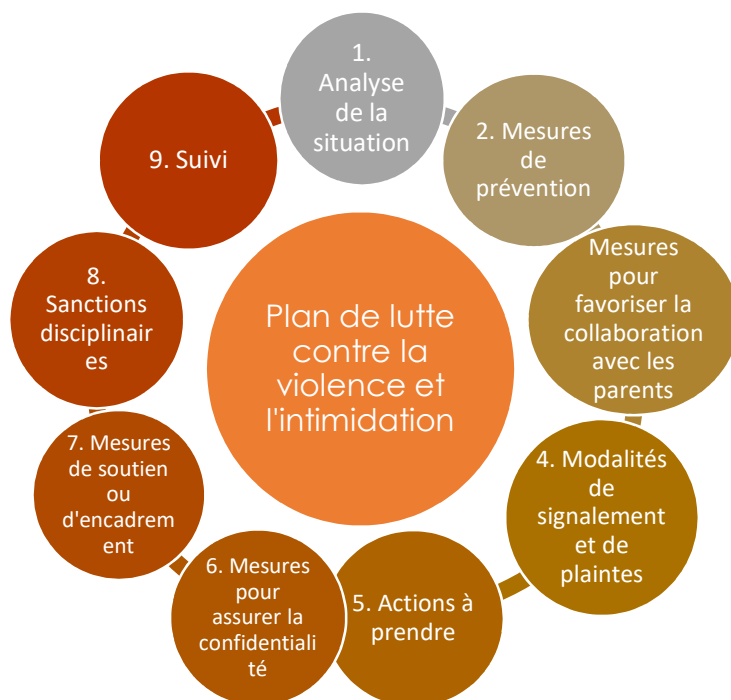 1.
Analyse
de la
situation
2. Mesures
de
prévention
Mesures
pour
favoriser la
collaboration
avec les
parents
4. Modalités
de
signalement
et de
plaintes
5. Actions à
prendre
6. Mesures
pour
assurer la
confidentiali
té
7. Mesures
de soutien
ou
d'encadrem
ent
8.
Sanctions
disciplinair
es
9. Suivi
Plan de lutte
contre la
violence et
l'intimidation